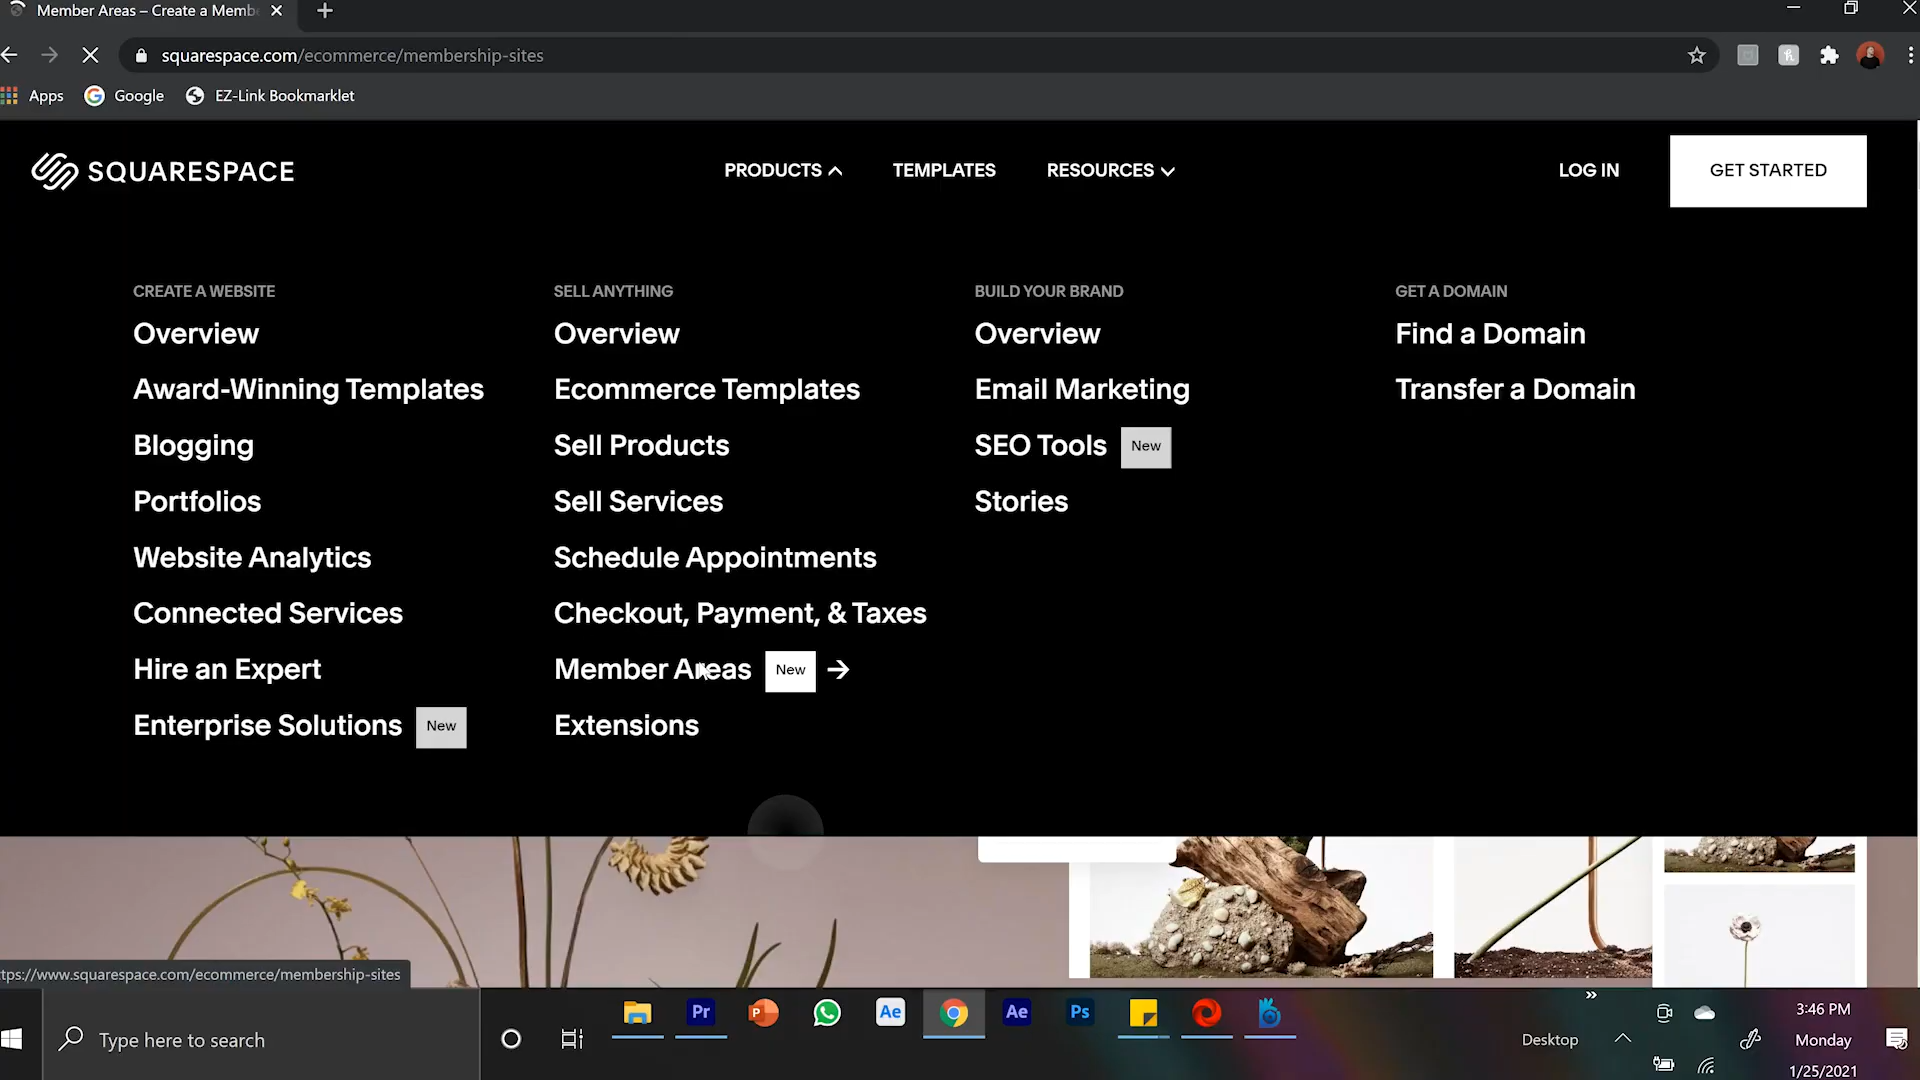 Member Areas – Create a Memb
squarespace.com/ecommerce/membership-sites
Apps
Google
EZ-Link Bookmarklet
SQUARESPACE
PRODUCTS
TEMPLATES
RESOURCES
LOG IN
GET STARTED
CREATE A WEBSITE
Overview
Award-Winning Templates
Blogging
Portfolios
Website Analytics
Connected Services
Hire an Expert
Enterprise Solutions New
SELL ANYTHING
Overview
Ecommerce Templates
Sell Products
Sell Services
Schedule Appointments
Checkout, Payment, & Taxes
Member Areas New
Extensions
BUILD YOUR BRAND
Overview
Email Marketing
SEO Tools New
Stories
GET A DOMAIN
Find a Domain
Transfer a Domain
tps://www.squarespace.com/ecommerce/membership-sites
Type here to search
Pr
P
Ae
Ae
Ps
Desktop
3:46 PM
Monday
1/25/2021